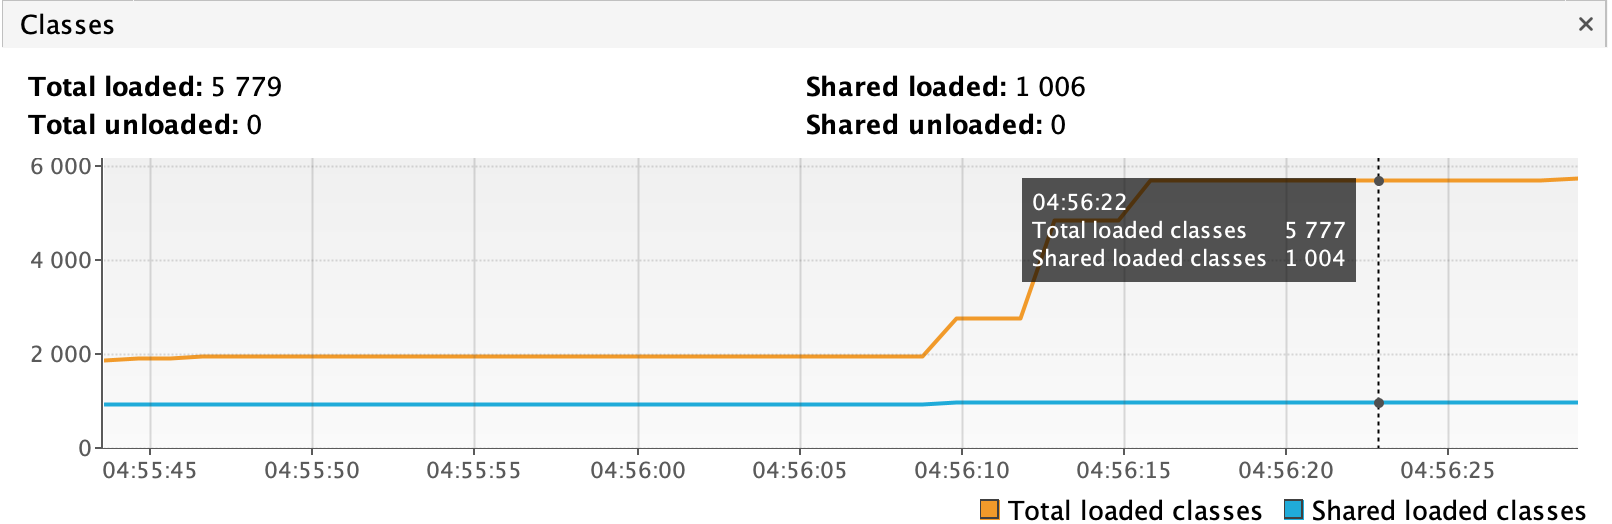 Classes ×
Total loaded: 5 779 Shared loaded: 1 006
Total unloaded: 0 Shared unloaded: 0
6 000
04:56:22
Total loaded classes 5 777
4 000
Shared loaded classes 1 004
2 000
0
04:55:45 04:55:50 04:55:55 04:56:00 04:56:05 04:56:10 04:56:15 04:56:20 04:56:25
Total loaded classes Shared loaded classes